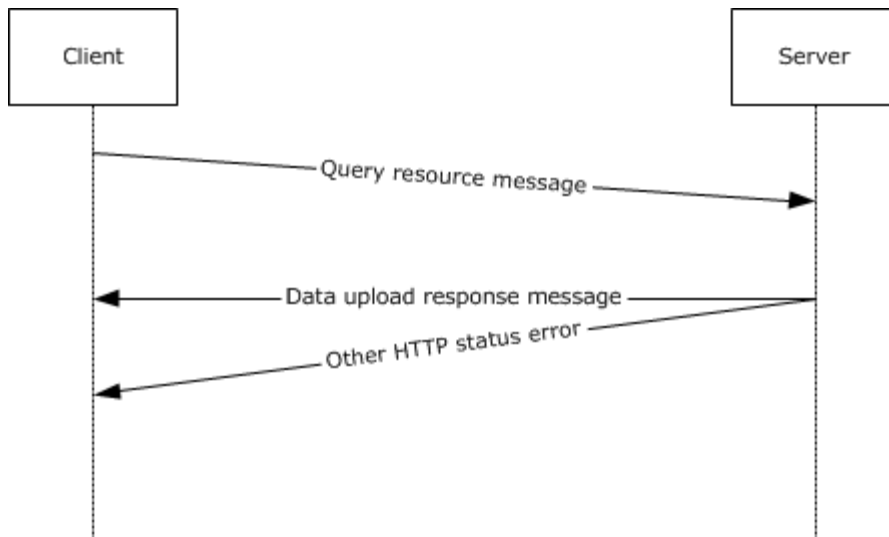 Client
Server
Query resource message
Data upload response message
Other HTTP status error